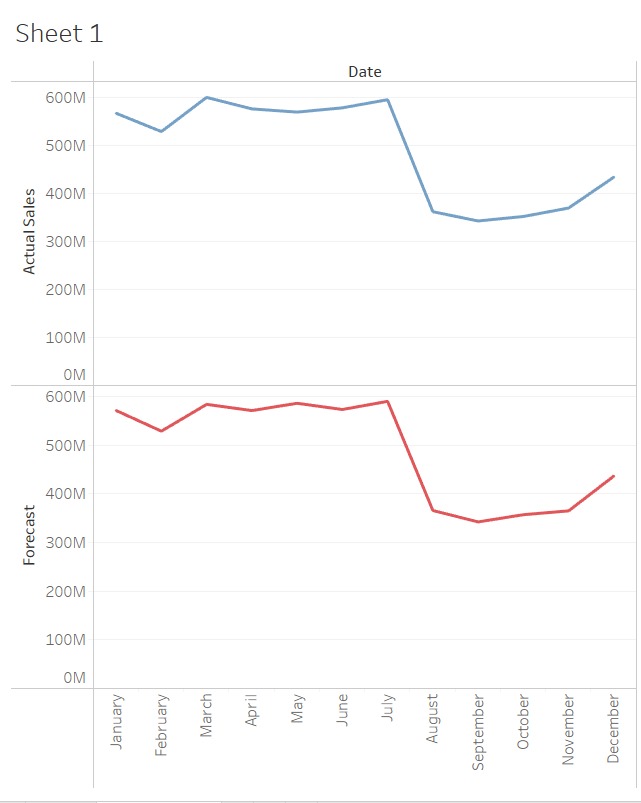 Sheet 1
Date
Actual Sales
600M
500M
400M
300M
200M
100M
0M
Forecast
600M
500M
400M
300M
200M
100M
0M
January
February
March
April
May
June
July
August
September
October
November
December